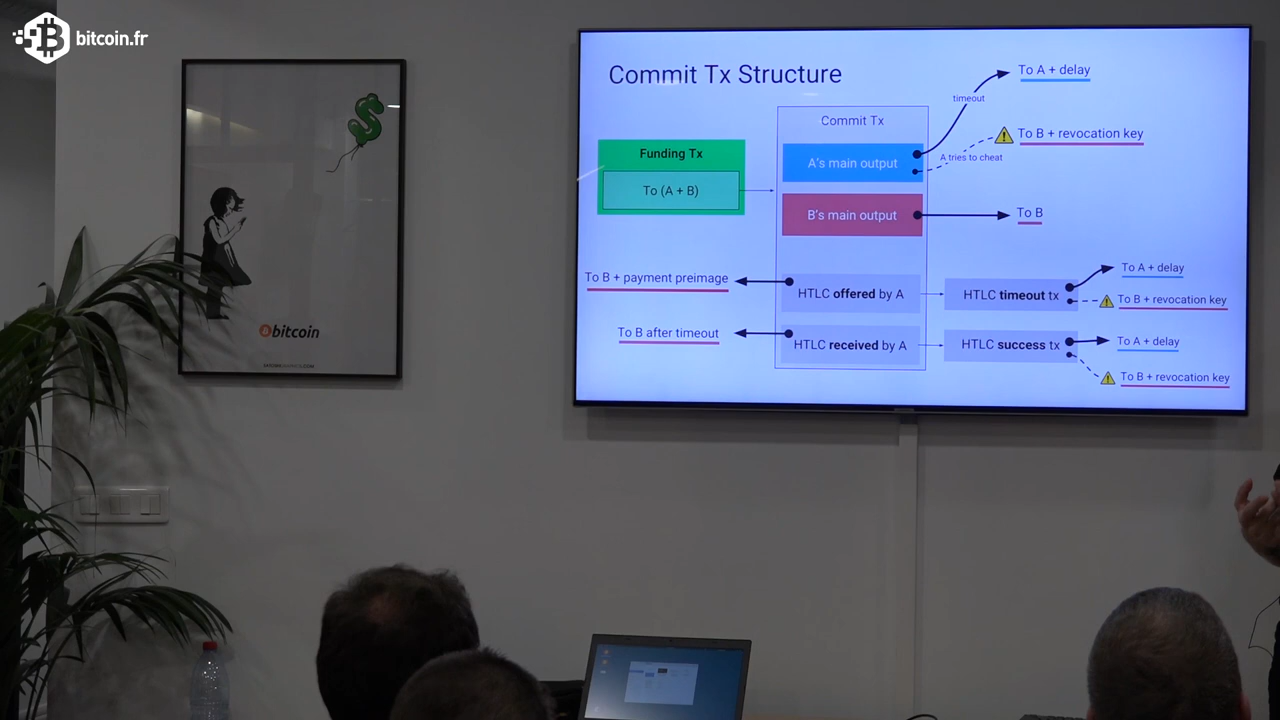 bitcoin.fr
bitcoin
Commit Tx Structure
Funding Tx
To (A + B)
Commit Tx
A's main output
B's main output
timeout
To A + delay
To B + revocation key
A tries to cheat
To B
To B + payment preimage
HTLC offered by A
HTLC timeout tx
To A + delay
To B + revocation key
To B after timeout
HTLC received by A
HTLC success tx
To A + delay
To B + revocation key